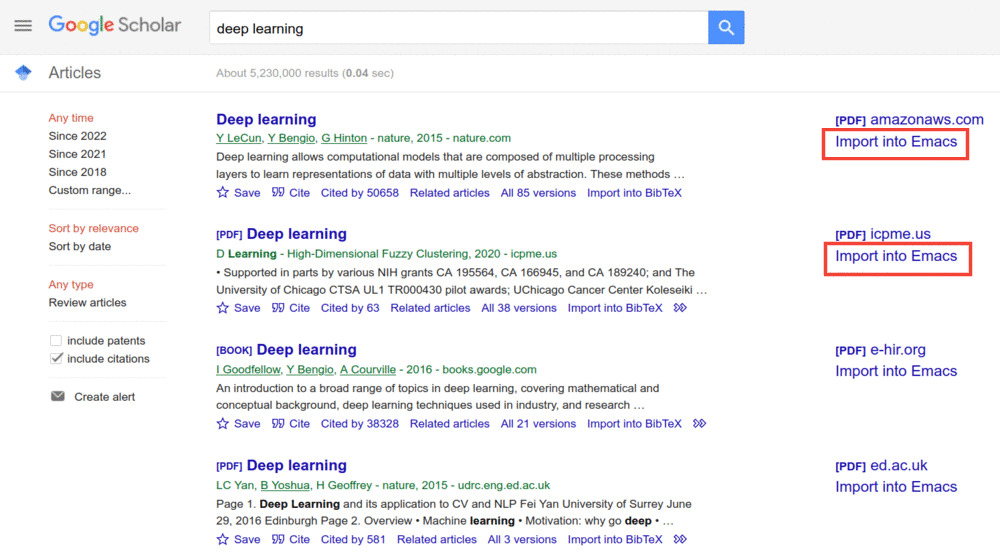 Google Scholar
deep learning
Articles
About 5,230,000 results (0.04 sec)
Any time
Since 2022
Since 2021
Since 2018
Custom range...
Sort by relevance
Sort by date
Any type
Review articles
include patents
include citations
Create alert
Deep learning
Y LeCun, Y Bengio, G Hinton - nature, 2015 - nature.com
Deep learning allows computational models that are composed of multiple processing
layers to learn representations of data with multiple levels of abstraction. These methods …
Save Cite Cited by 50658 Related articles All 85 versions Import into BibTeX
[PDF] amazonaws.com
Import into Emacs
[PDF] Deep learning
D Learning - High-Dimensional Fuzzy Clustering, 2020 - icpme.us
• Supported in parts by various NIH grants CA 195564, CA 166945, and CA 189240; and The
University of Chicago CTSA UL1 TR000430 pilot awards; UChicago Cancer Center Koleseiki …
Save Cite Cited by 63 Related articles All 38 versions Import into BibTeX
[PDF] icpme.us
Import into Emacs
[BOOK] Deep learning
I Goodfellow, Y Bengio, A Courville - 2016 - books.google.com
An introduction to a broad range of topics in deep learning, covering mathematical and
conceptual background, deep learning techniques used in industry, and research …
Save Cite Cited by 38328 Related articles All 21 versions Import into BibTeX
[PDF] e-hir.org
Import into Emacs
[PDF] Deep learning
LC Yan, B Yoshua, H Geoffrey - nature, 2015 - udrc.eng.ed.ac.uk
Page 1. Deep Learning and its application to CV and NLP Fei Yan University of Surrey June
29, 2016 Edinburgh Page 2. Overview • Machine learning • Motivation: why go deep • …
Save Cite Cited by 581 Related articles All 3 versions Import into BibTeX
[PDF] ed.ac.uk
Import into Emacs